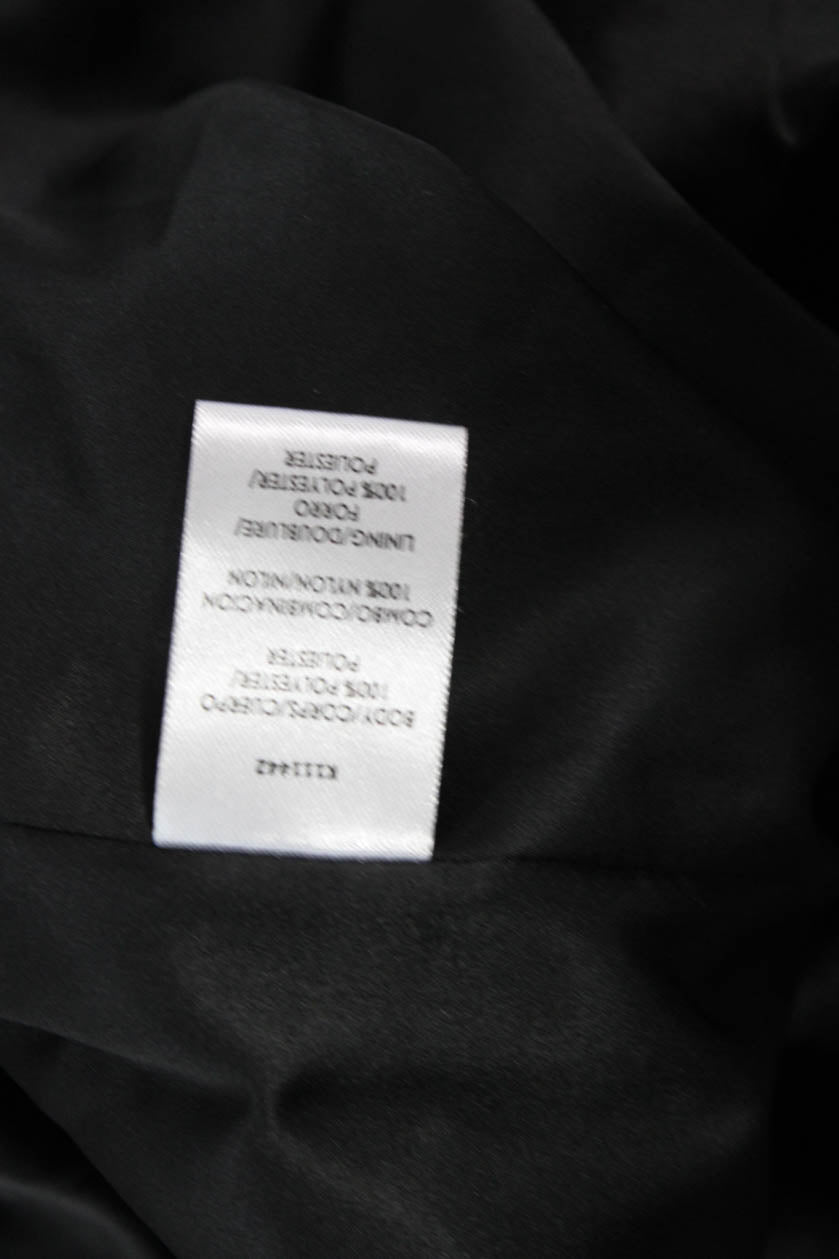 K111442
BODY/CORPS/CUERPO
100% POLYESTER/
POLIESTER
COMBO/COMBINACION
100% NYLON/NILON
LINING/DOUBLURE/
FORRO
100% POLYESTER/
POLIESTER